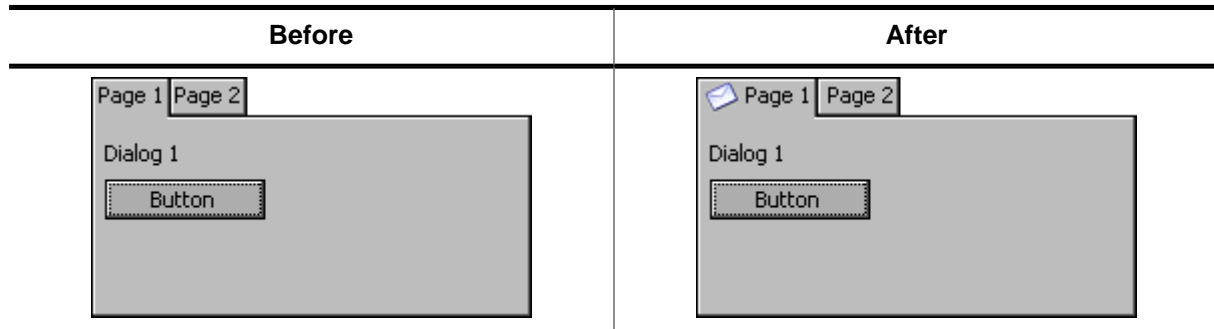 Before
After
Page 1 Page 2
Dialog 1
Button
Page 1 Page 2
Dialog 1
Button